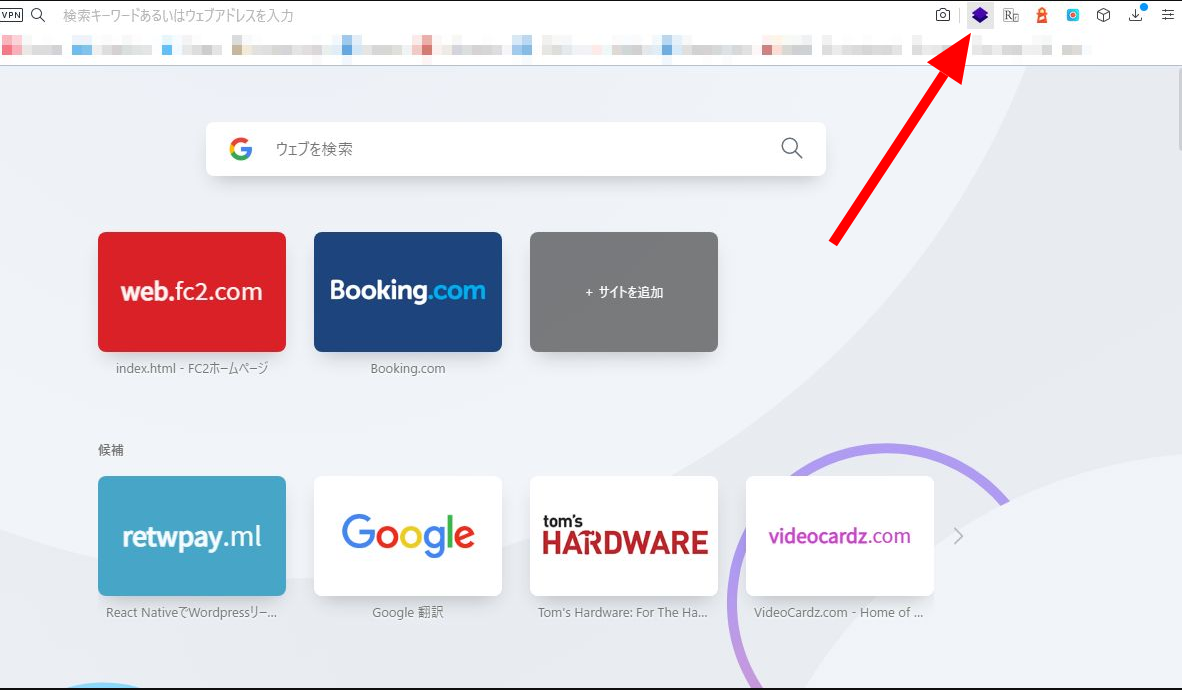 VPN
検索キーワードあるいはウェブアドレスを入力
ウェブを検索
web.fc2.com
Booking.com
+ サイトを追加
index.html - FC2ホームページ
Booking.com
候補
retwpay.ml
Google
tom's
HARDWARE
videocardz.com
React NativeでWordpressリー...
Google 翻訳
Tom's Hardware: For The Ha...
VideoCardz.com - Home of ...